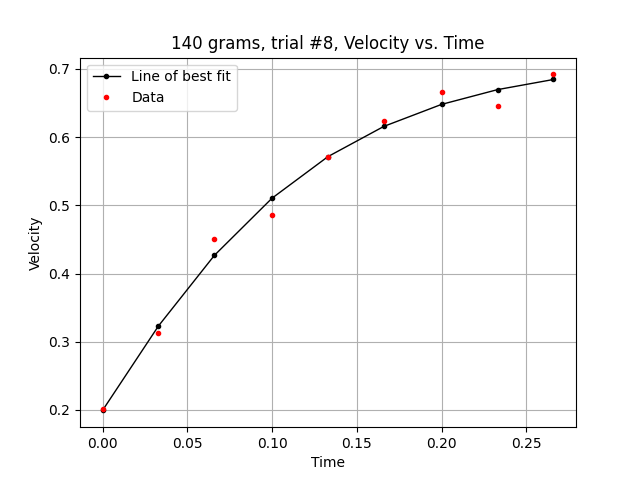 140 grams, trial #8, Velocity vs. Time
Line of best fit
Data
0.7
0.6
0.5
0.4
0.3
0.2
Velocity
0.00 0.05 0.10 0.15 0.20 0.25
Time